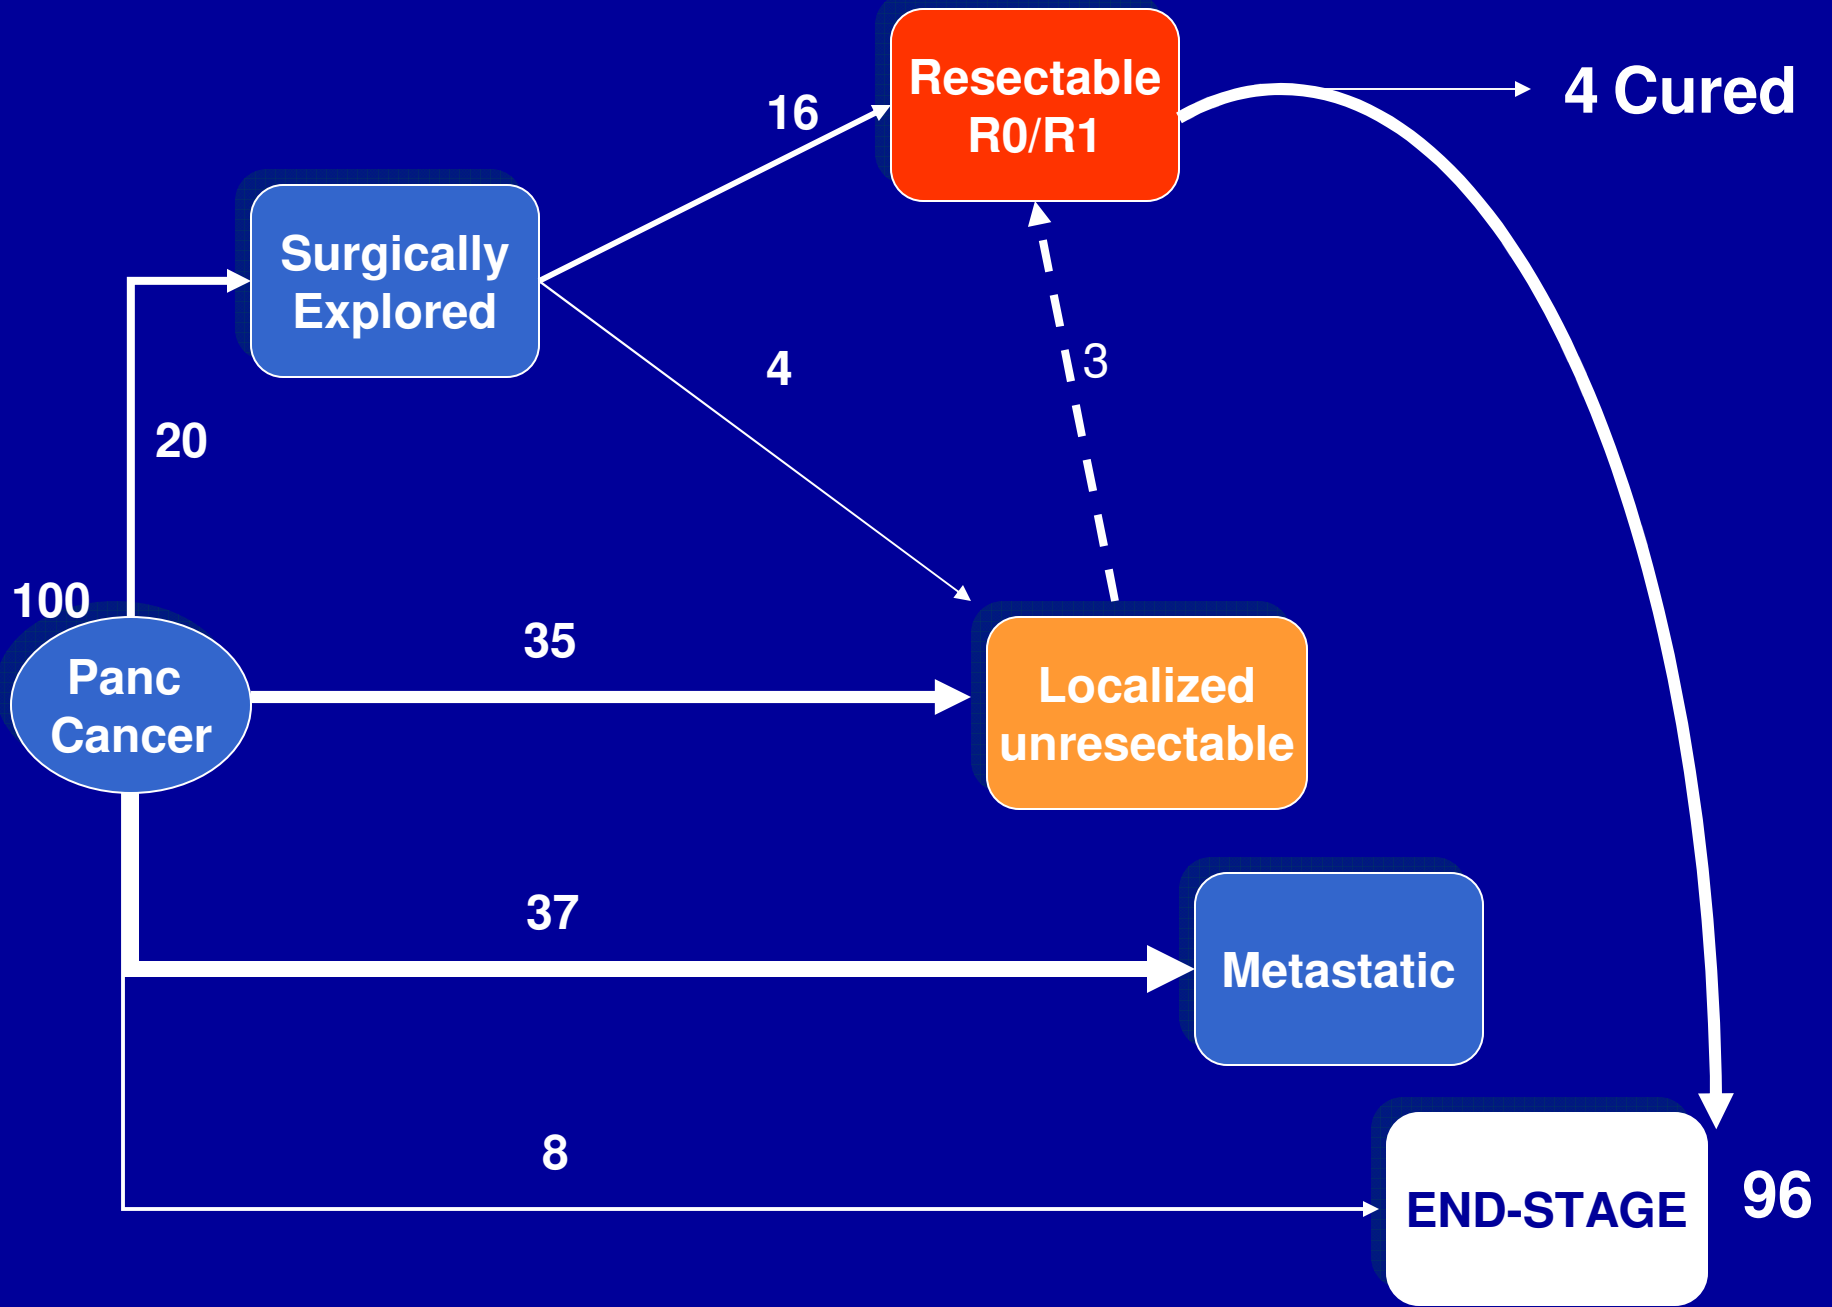 Resectable
R0/R1
4 Cured
16
Surgically
Explored
4
3
20
100
35
Panc
Cancer
Localized
unresectable
37
Metastatic
8
END-STAGE
96